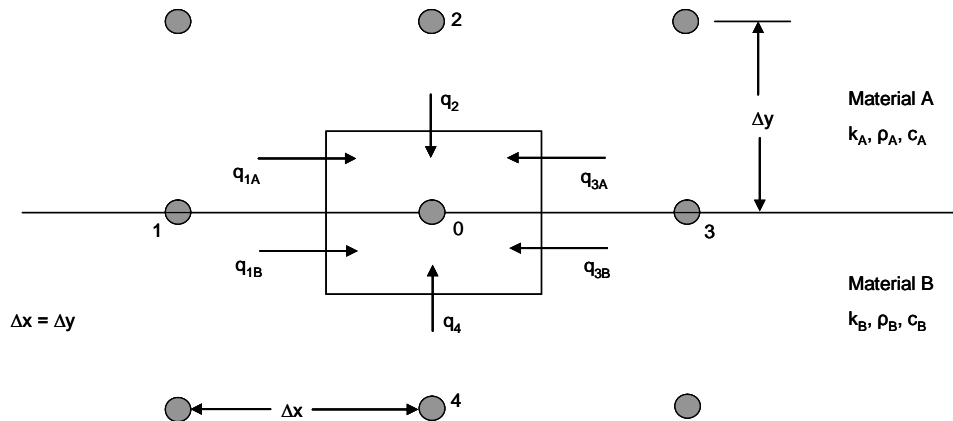 2
q2
Material A
Δy
kA, ρA, cA
q1A
q3A
1
0
3
q1B
q3B
Material B
kB, ρB, cB
Δx = Δy
q4
4
Δx